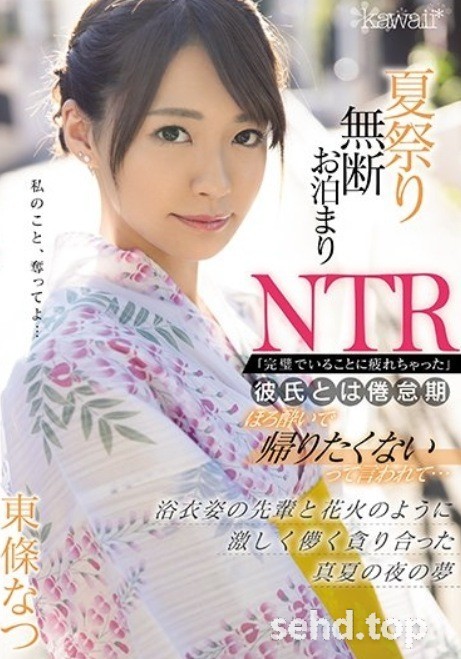 kawaii*
夏祭り
無断
お泊まり
私のこと、奪ってよ…
NTR
「完璧でいることに疲れちゃった」
彼氏とは倦怠期
ほろ酔いで
帰りたくない
って言われて…
浴衣姿の先輩と花火のように
激しく儚く貪り合った
真夏の夜の夢
東條なつ
sehd.top